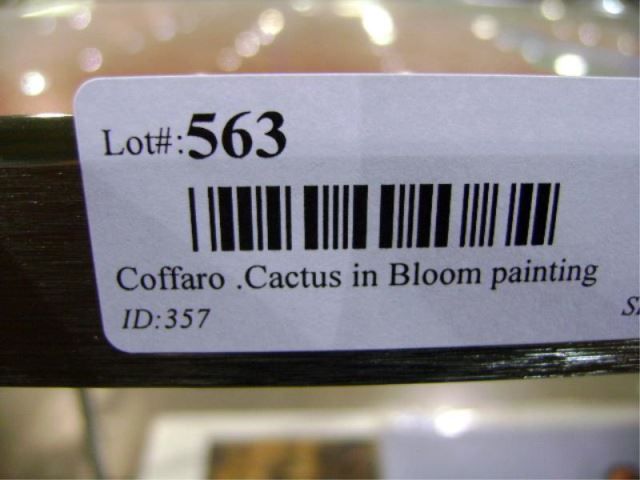 Lot#:563
Coffaro .Cactus in Bloom painting
ID:357